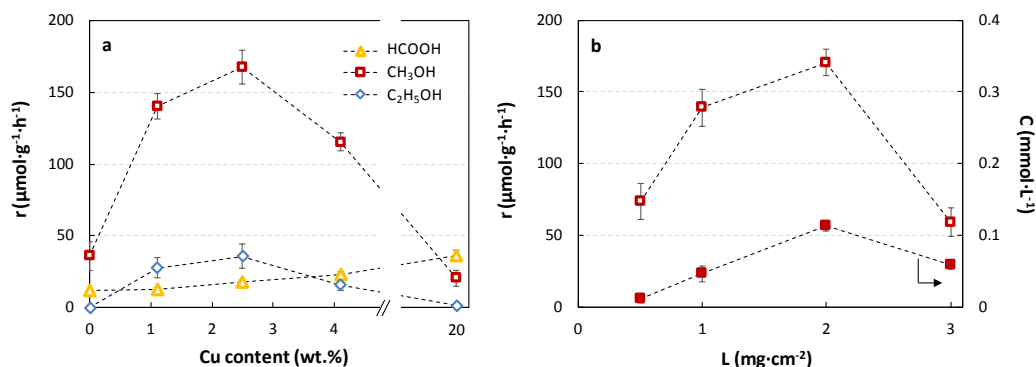 a
HCOOH
CH₃OH
C₂H₅OH
r (μmol·g⁻¹·h⁻¹)
200
150
100
50
0
0 1 2 3 4 20
Cu content (wt.%)
b
r (μmol·g⁻¹·h⁻¹)
200
150
100
50
0
0 1 2 3
L (mg·cm⁻²)
0.4
0.3
0.2
0.1
0
C (mmol·L⁻¹)